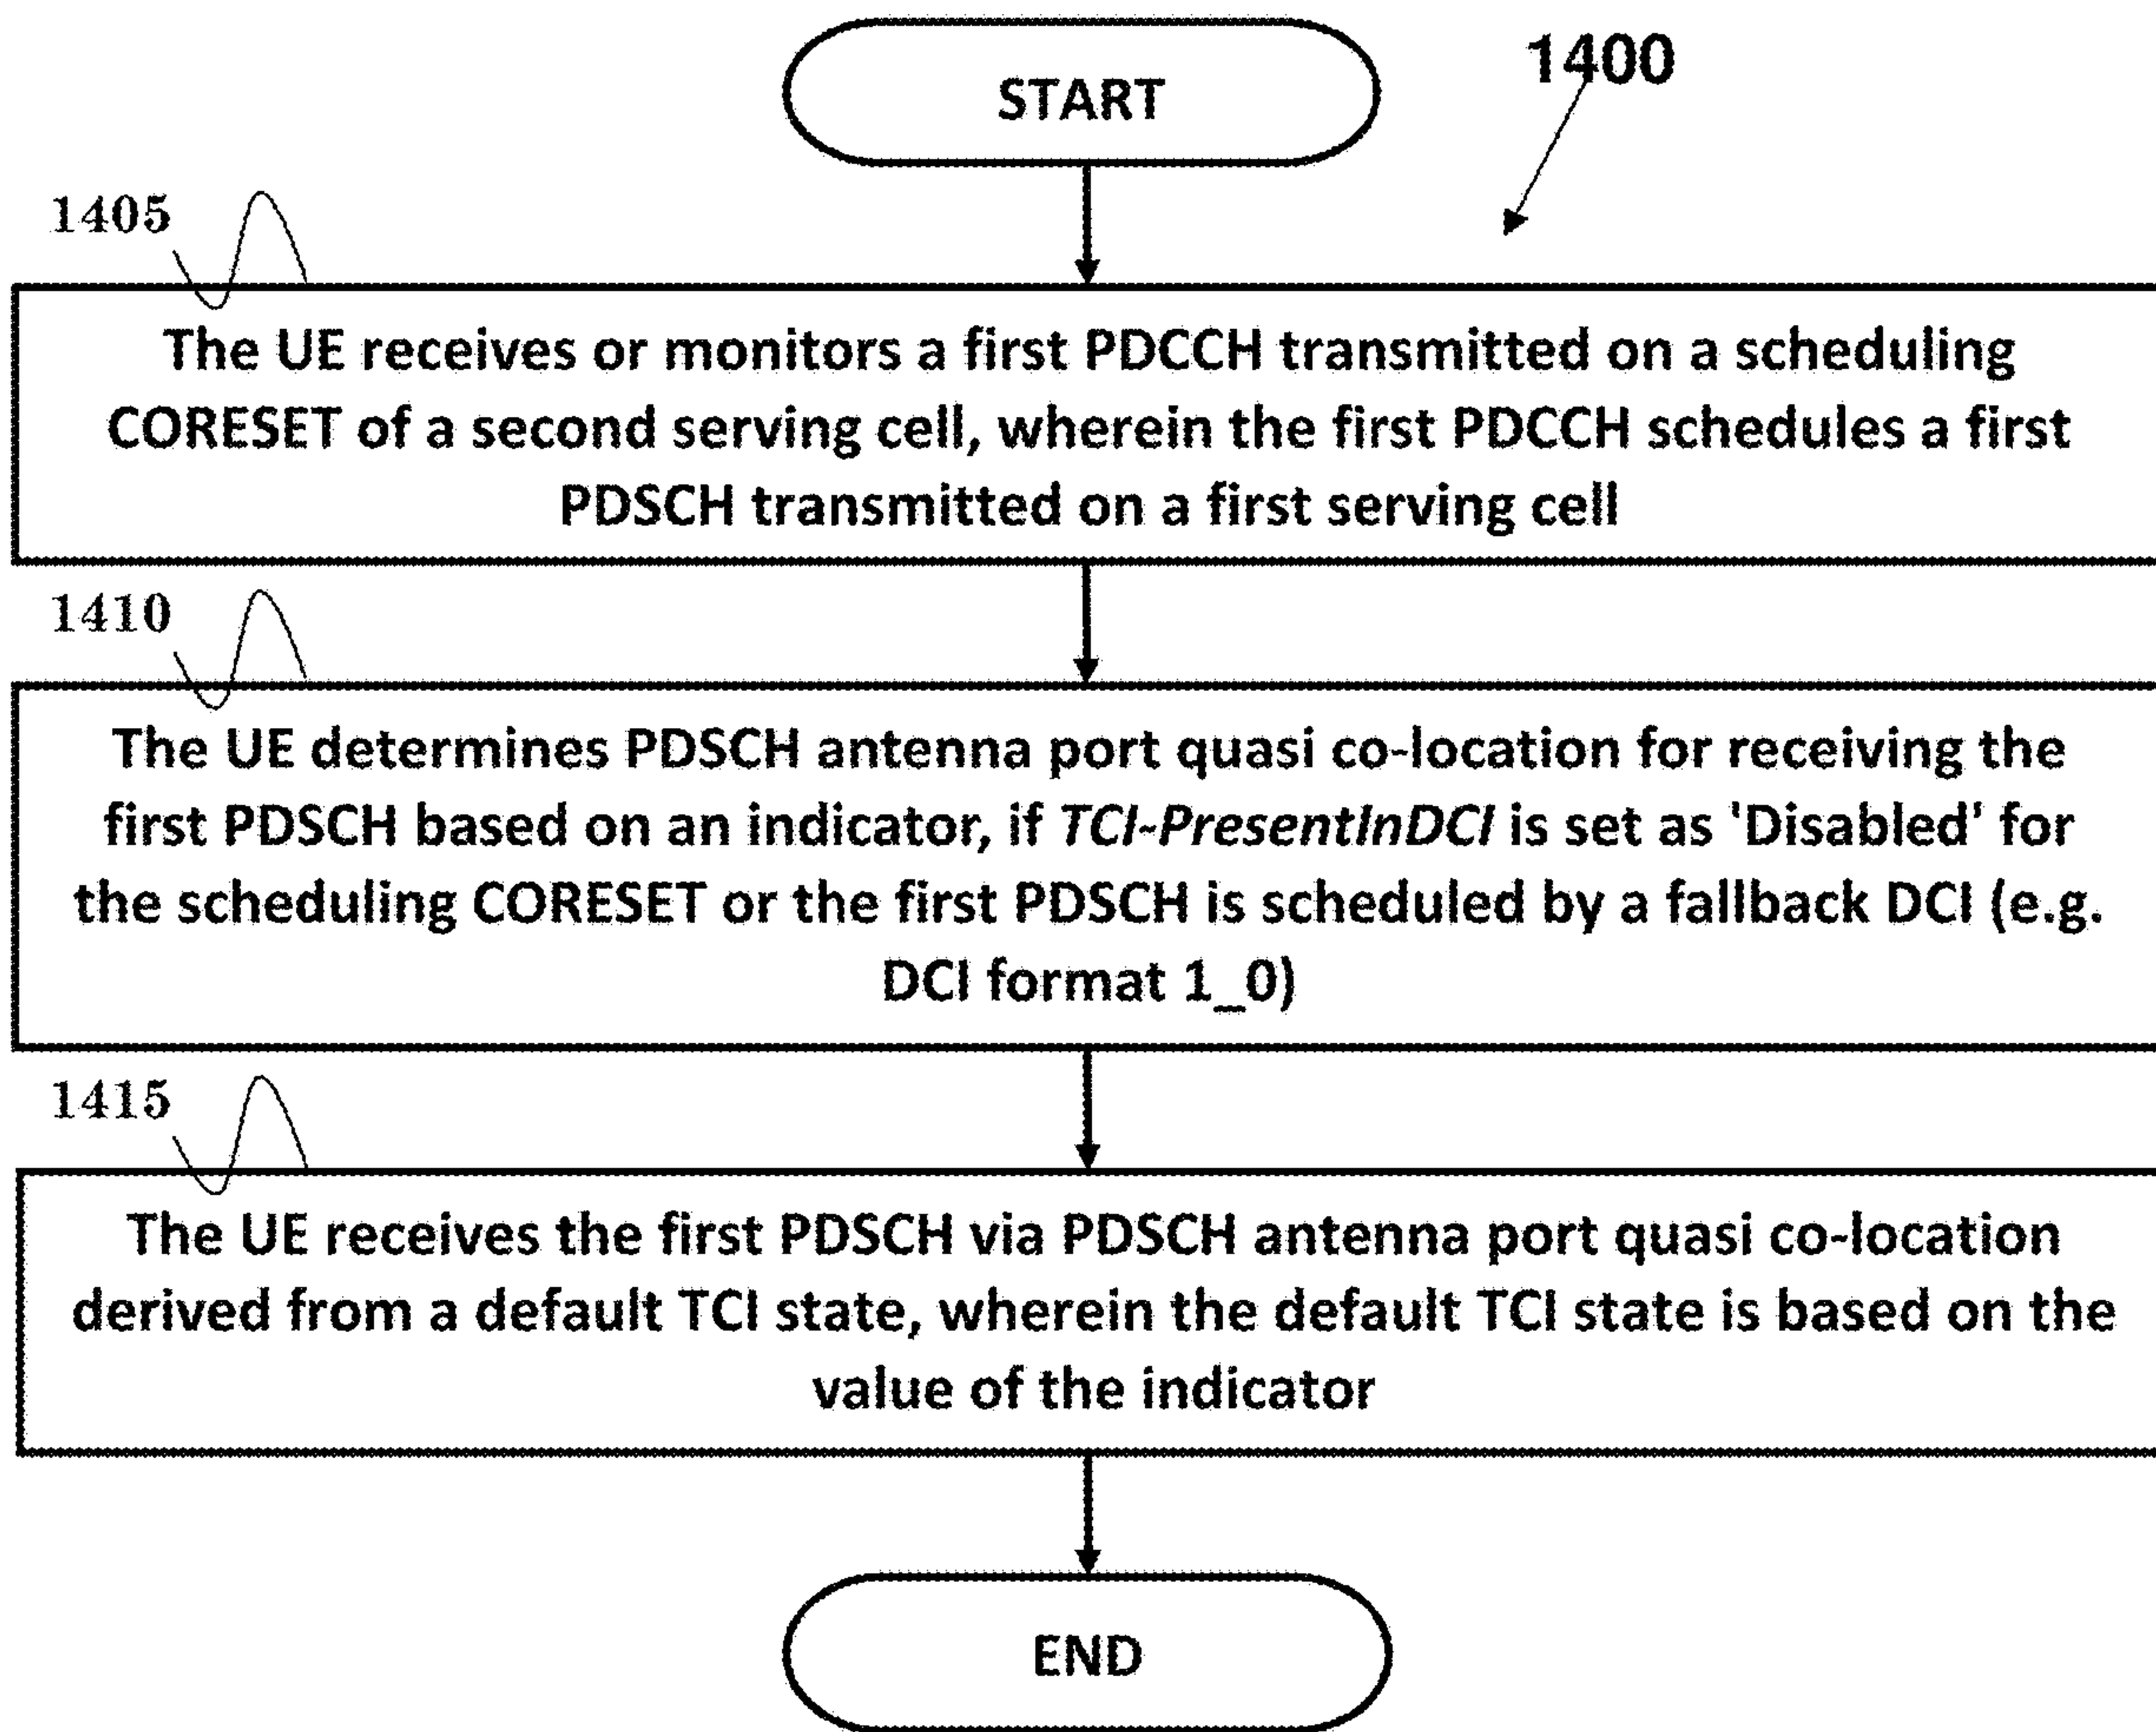 START
1400
1405
The UE receives or monitors a first PDCCH transmitted on a scheduling
CORESET of a second serving cell, wherein the first PDCCH schedules a first
PDSCH transmitted on a first serving cell
1410
The UE determines PDSCH antenna port quasi co-location for receiving the
first PDSCH based on an indicator, if TCI-PresentInDCI is set as 'Disabled' for
the scheduling CORESET or the first PDSCH is scheduled by a fallback DCI (e.g.
DCI format 1_0)
1415
The UE receives the first PDSCH via PDSCH antenna port quasi co-location
derived from a default TCI state, wherein the default TCI state is based on the
value of the indicator
END